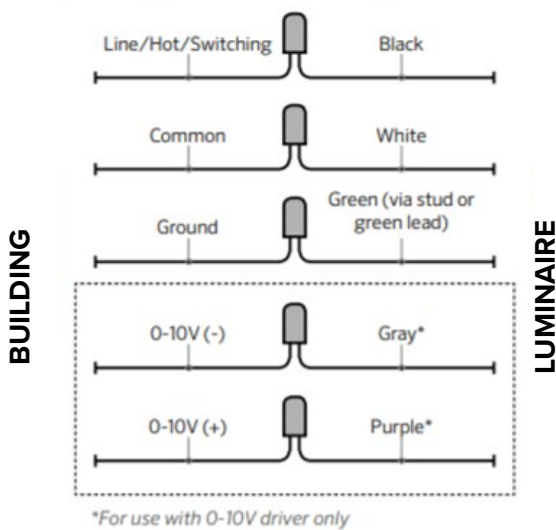 Line/Hot/Switching
Black
Common
White
Ground
Green (via stud or
green lead)
BUILDING
LUMINAIRE
0-10V (-)
Gray*
0-10V (+)
Purple*
*For use with 0-10V driver only